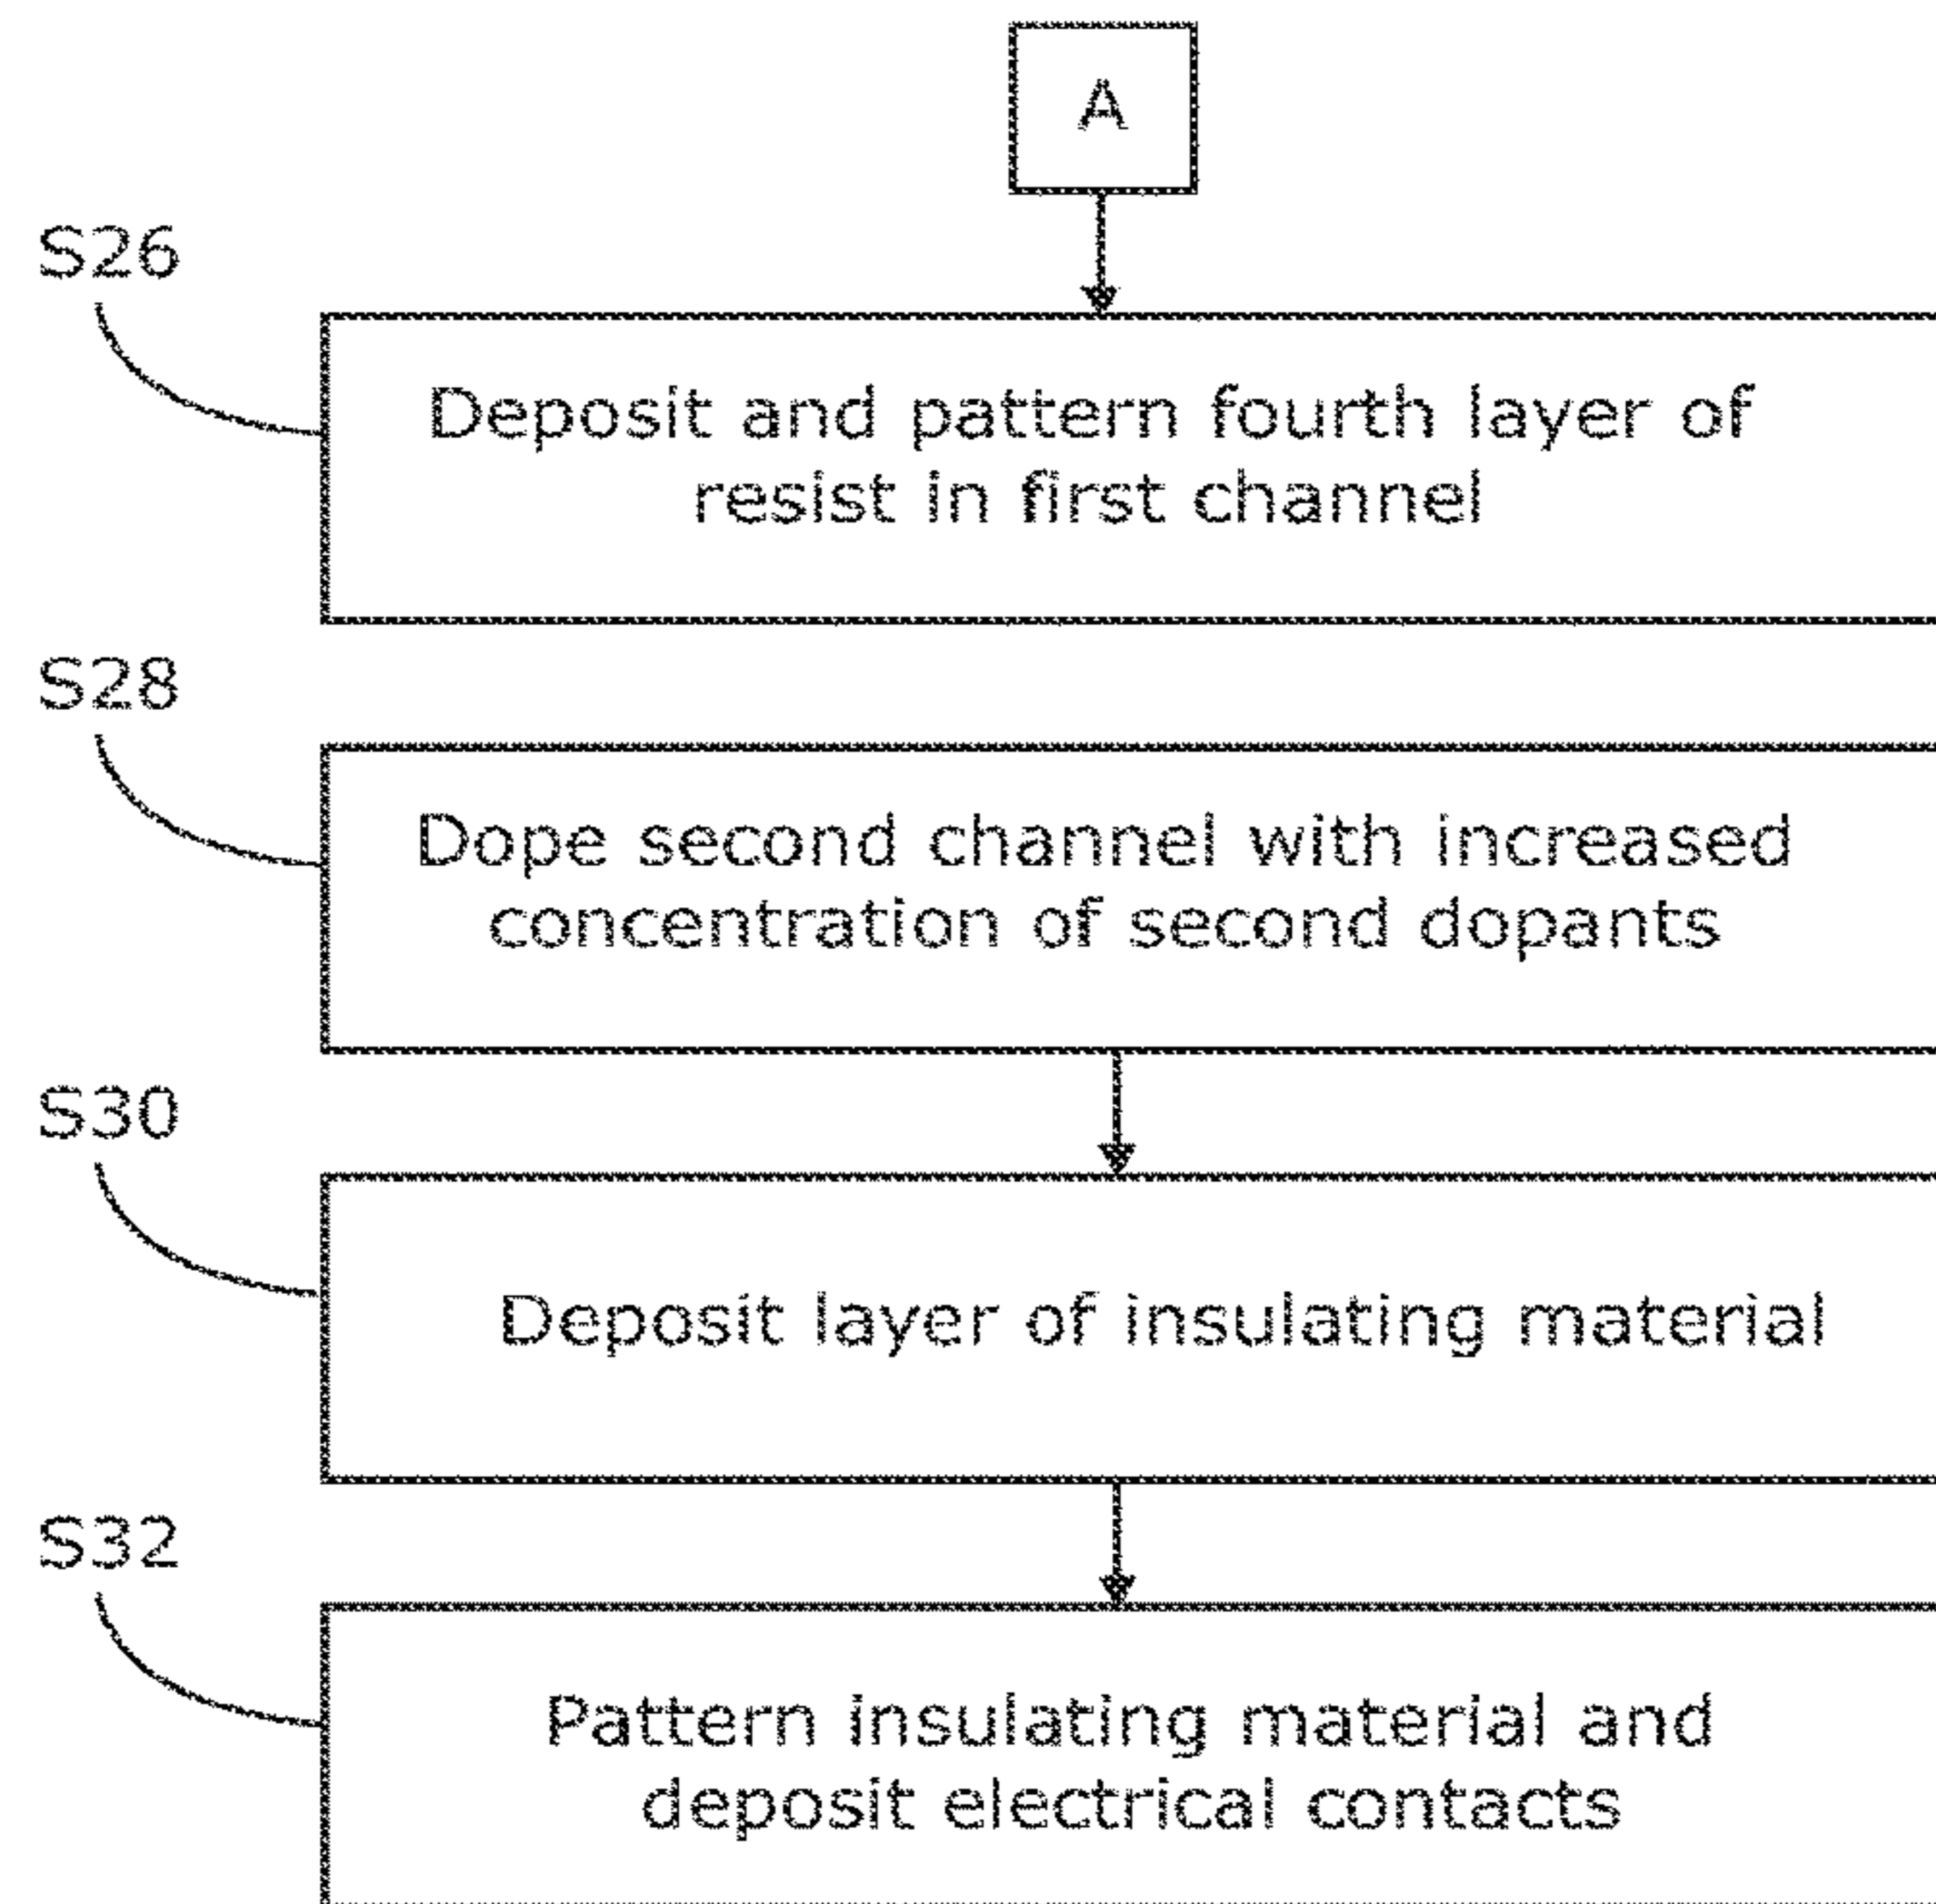 A
S26
Deposit and pattern fourth layer of
resist in first channel
S28
Dope second channel with increased
concentration of second dopants
S30
Deposit layer of insulating material
S32
Pattern insulating material and
deposit electrical contacts